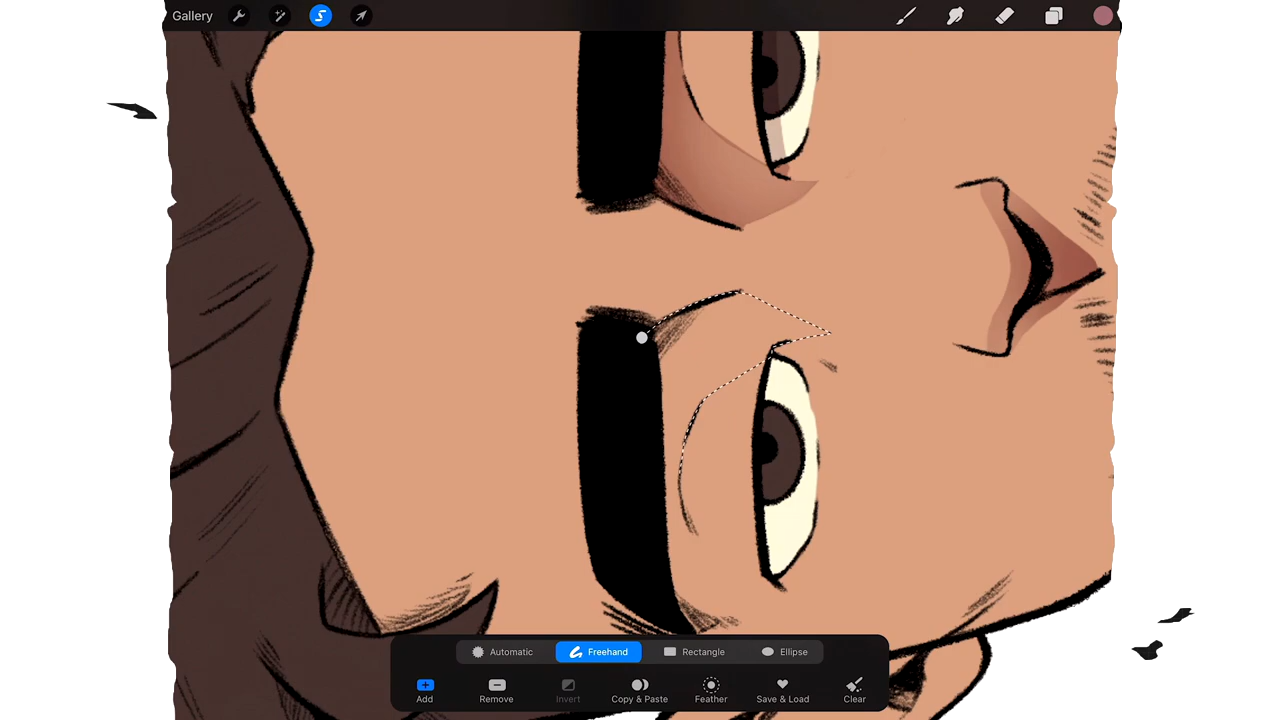 Gallery
Automatic Freehand Rectangle Ellipse
Add Remove Invert Copy & Paste Feather Save & Load Clear